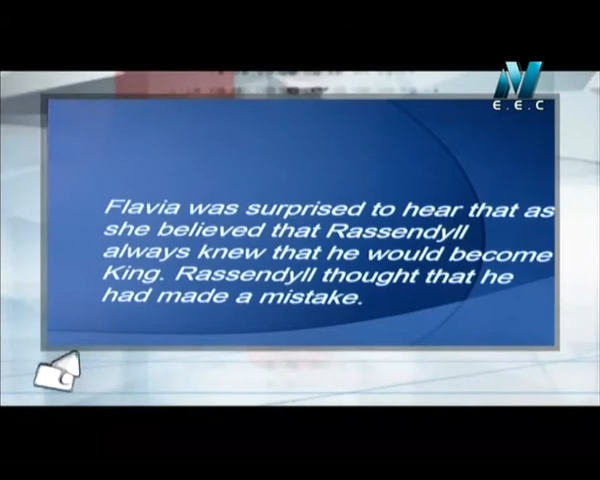 E.E.C
Flavia was surprised to hear that as
she believed that Rassendyll
always knew that he would become
King. Rassendyll thought that he
had made a mistake.